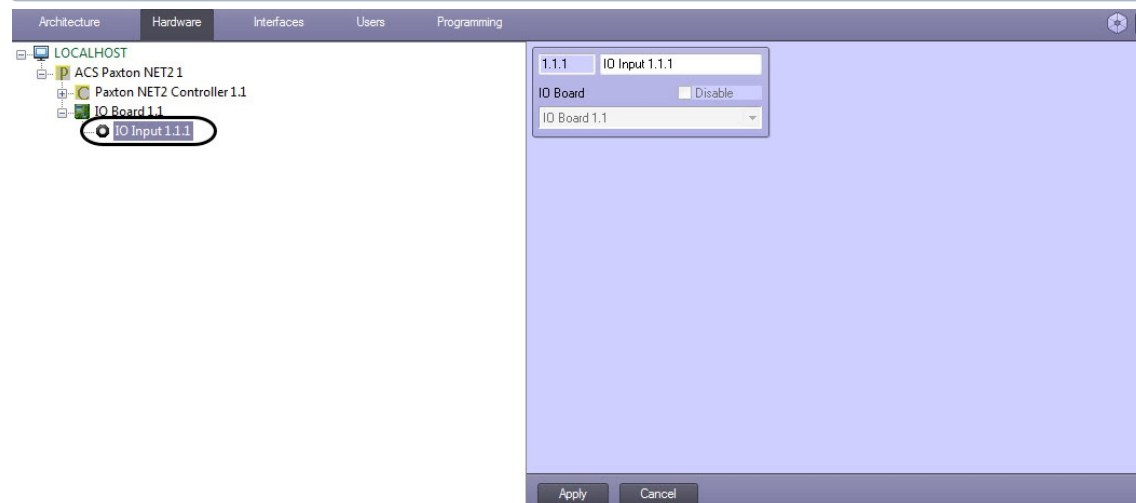 Architecture Hardware Interfaces Users Programming
LOCALHOST
ACS Paxton NET2 1
Paxton NET2 Controller 1.1
IO Board 1.1
IO Input 1.1.1
1.1.1 IO Input 1.1.1
IO Board Disable
IO Board 1.1
Apply Cancel